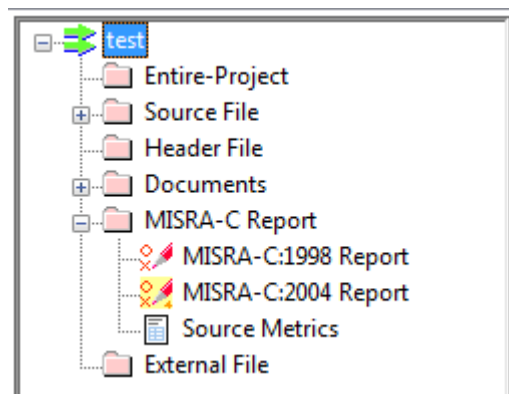 test
Entire-Project
Source File
Header File
Documents
MISRA-C Report
MISRA-C:1998 Report
MISRA-C:2004 Report
Source Metrics
External File